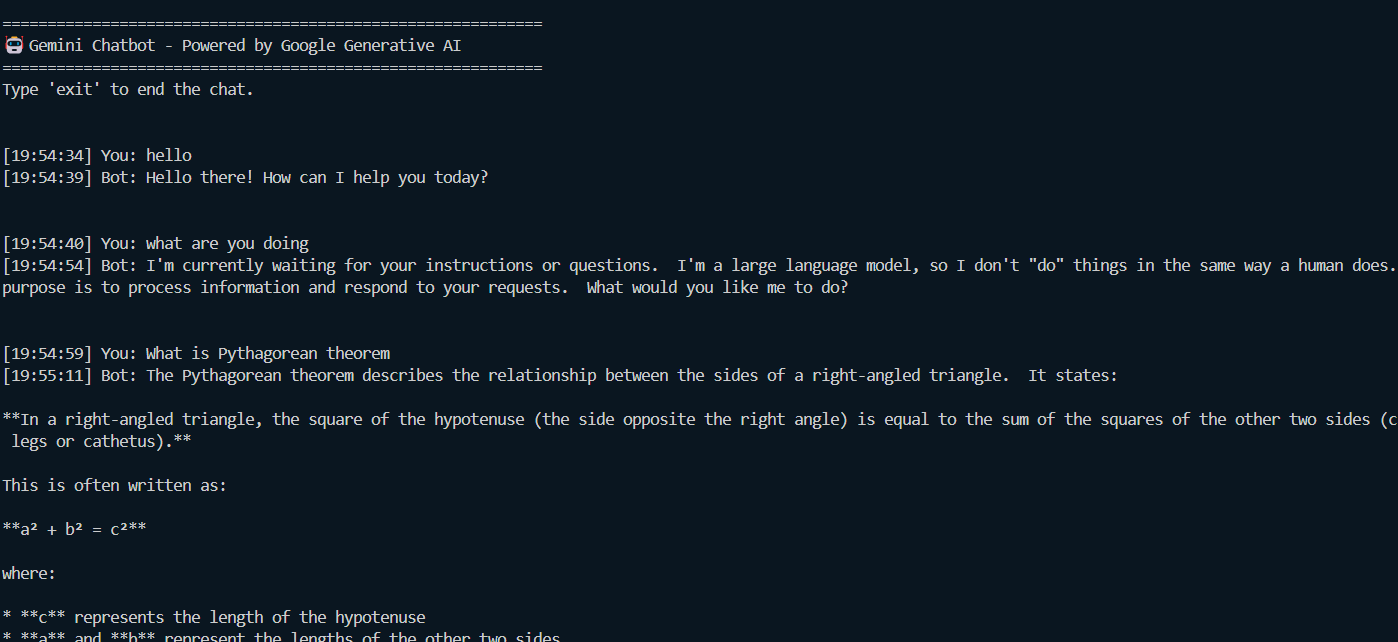 ============================================================
🤖 Gemini Chatbot - Powered by Google Generative AI
============================================================
Type 'exit' to end the chat.
[19:54:34] You: hello
[19:54:39] Bot: Hello there! How can I help you today?
[19:54:40] You: what are you doing
[19:54:54] Bot: I'm currently waiting for your instructions or questions.  I'm a large language model, so I don't "do" things in the same way a human does.
purpose is to process information and respond to your requests.  What would you like me to do?
[19:54:59] You: What is Pythagorean theorem
[19:55:11] Bot: The Pythagorean theorem describes the relationship between the sides of a right-angled triangle.  It states:
**In a right-angled triangle, the square of the hypotenuse (the side opposite the right angle) is equal to the sum of the squares of the other two sides (c
legs or cathetus).**
This is often written as:
**a² + b² = c²**
where:
* **c** represents the length of the hypotenuse
* **a** and **b** represent the lengths of the other two sides